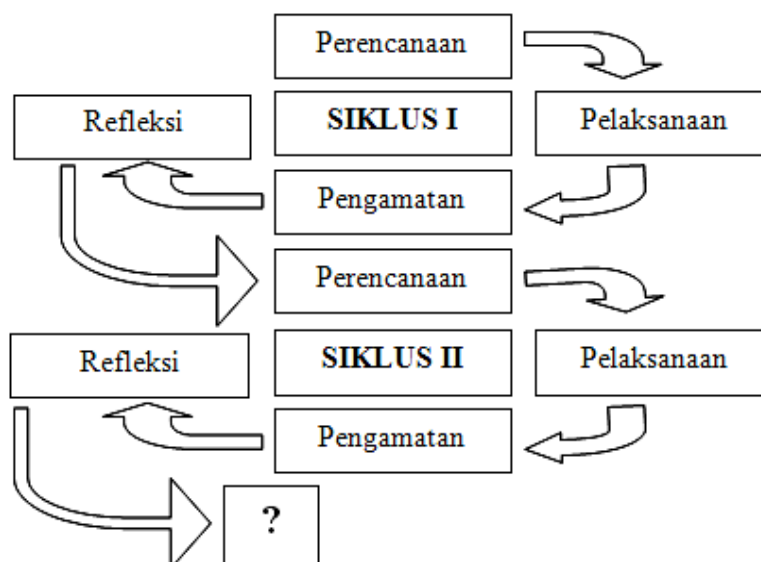 Perencanaan
Refleksi
SIKLUS I
Pelaksanaan
Pengamatan
Perencanaan
Refleksi
SIKLUS II
Pelaksanaan
Pengamatan
?